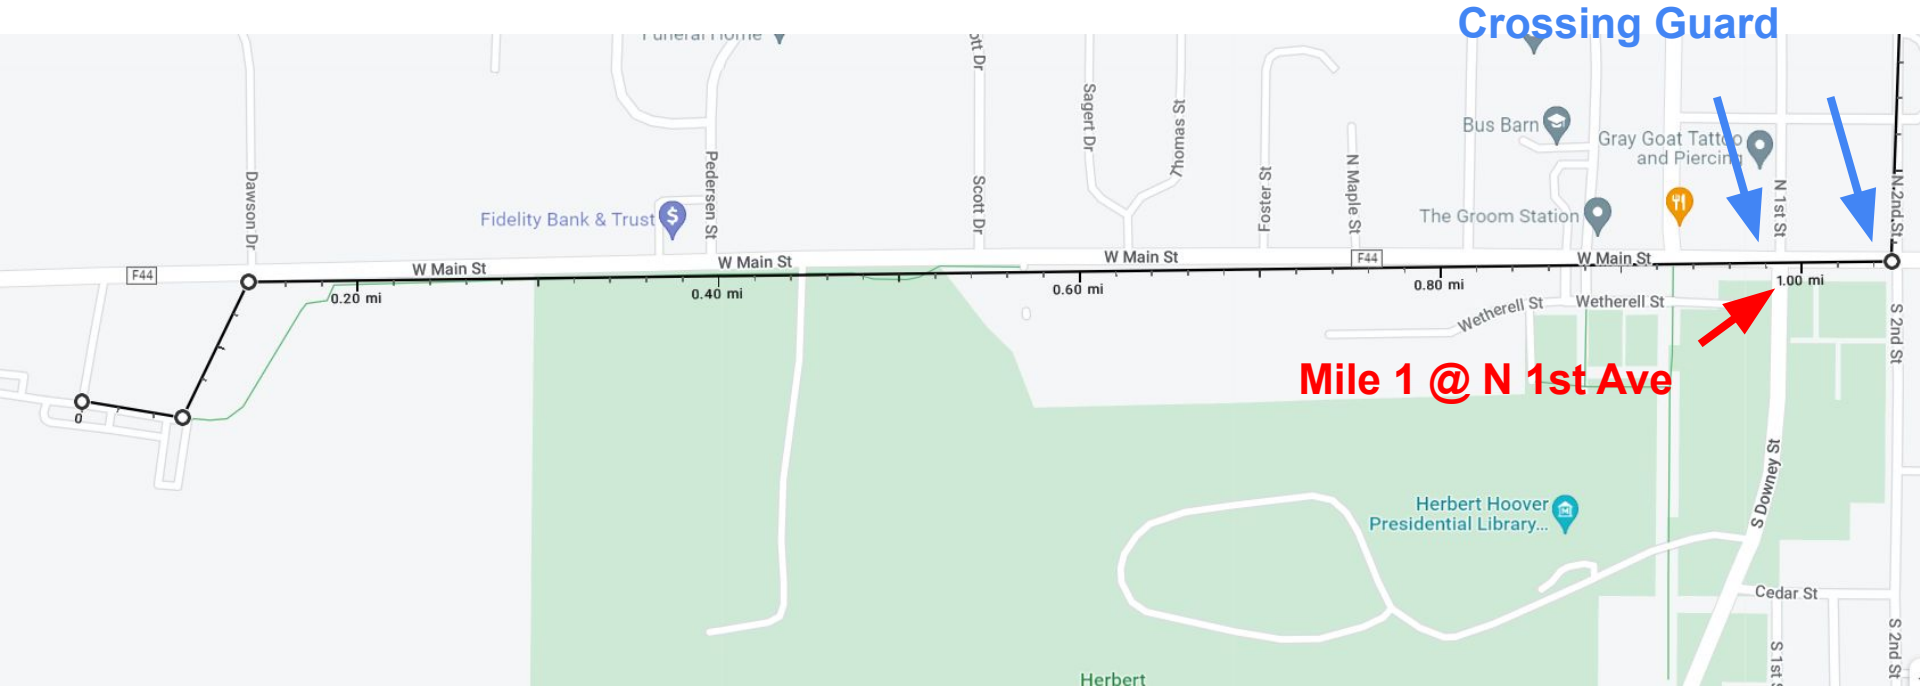 Crossing Guard
Funeral Home
Scott Dr
Sagert Dr
Thomas St
Bus Barn
Gray Goat Tattoo
and Piercing
Dawson Dr
Pedersen St
Scott Dr
Foster St
N Maple St
N 1st St
N 2nd St
Fidelity Bank & Trust
The Groom Station
F44
W Main St
W Main St
W Main St
F44
W Main St
0.20 mi
0.40 mi
0.60 mi
0.80 mi
1.00 mi
Wetherell St
Wetherell St
S 2nd St
Mile 1 @ N 1st Ave
0
S Downey St
Herbert Hoover
Presidential Library...
Cedar St
S 1st
S 2nd St
Herbert